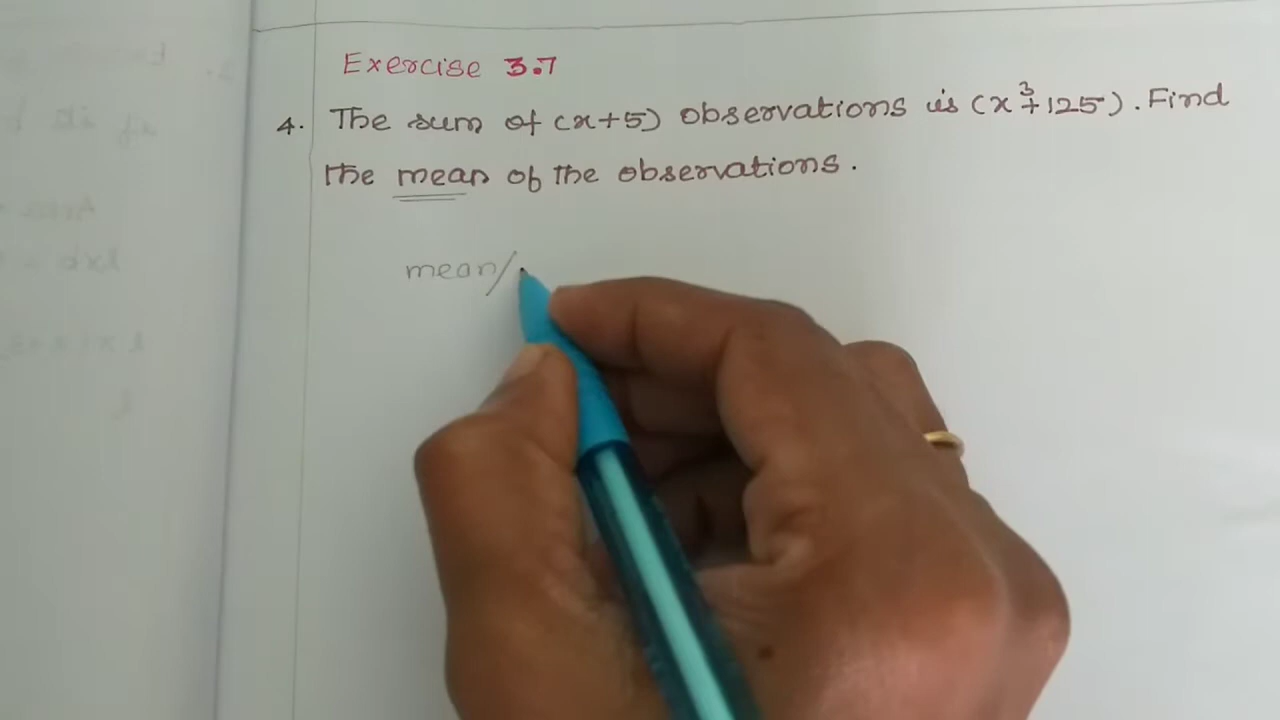 Exercise 3.7
4. The sum of (x+5) observations is (x³+125). Find
the mean of the observations.
mean/